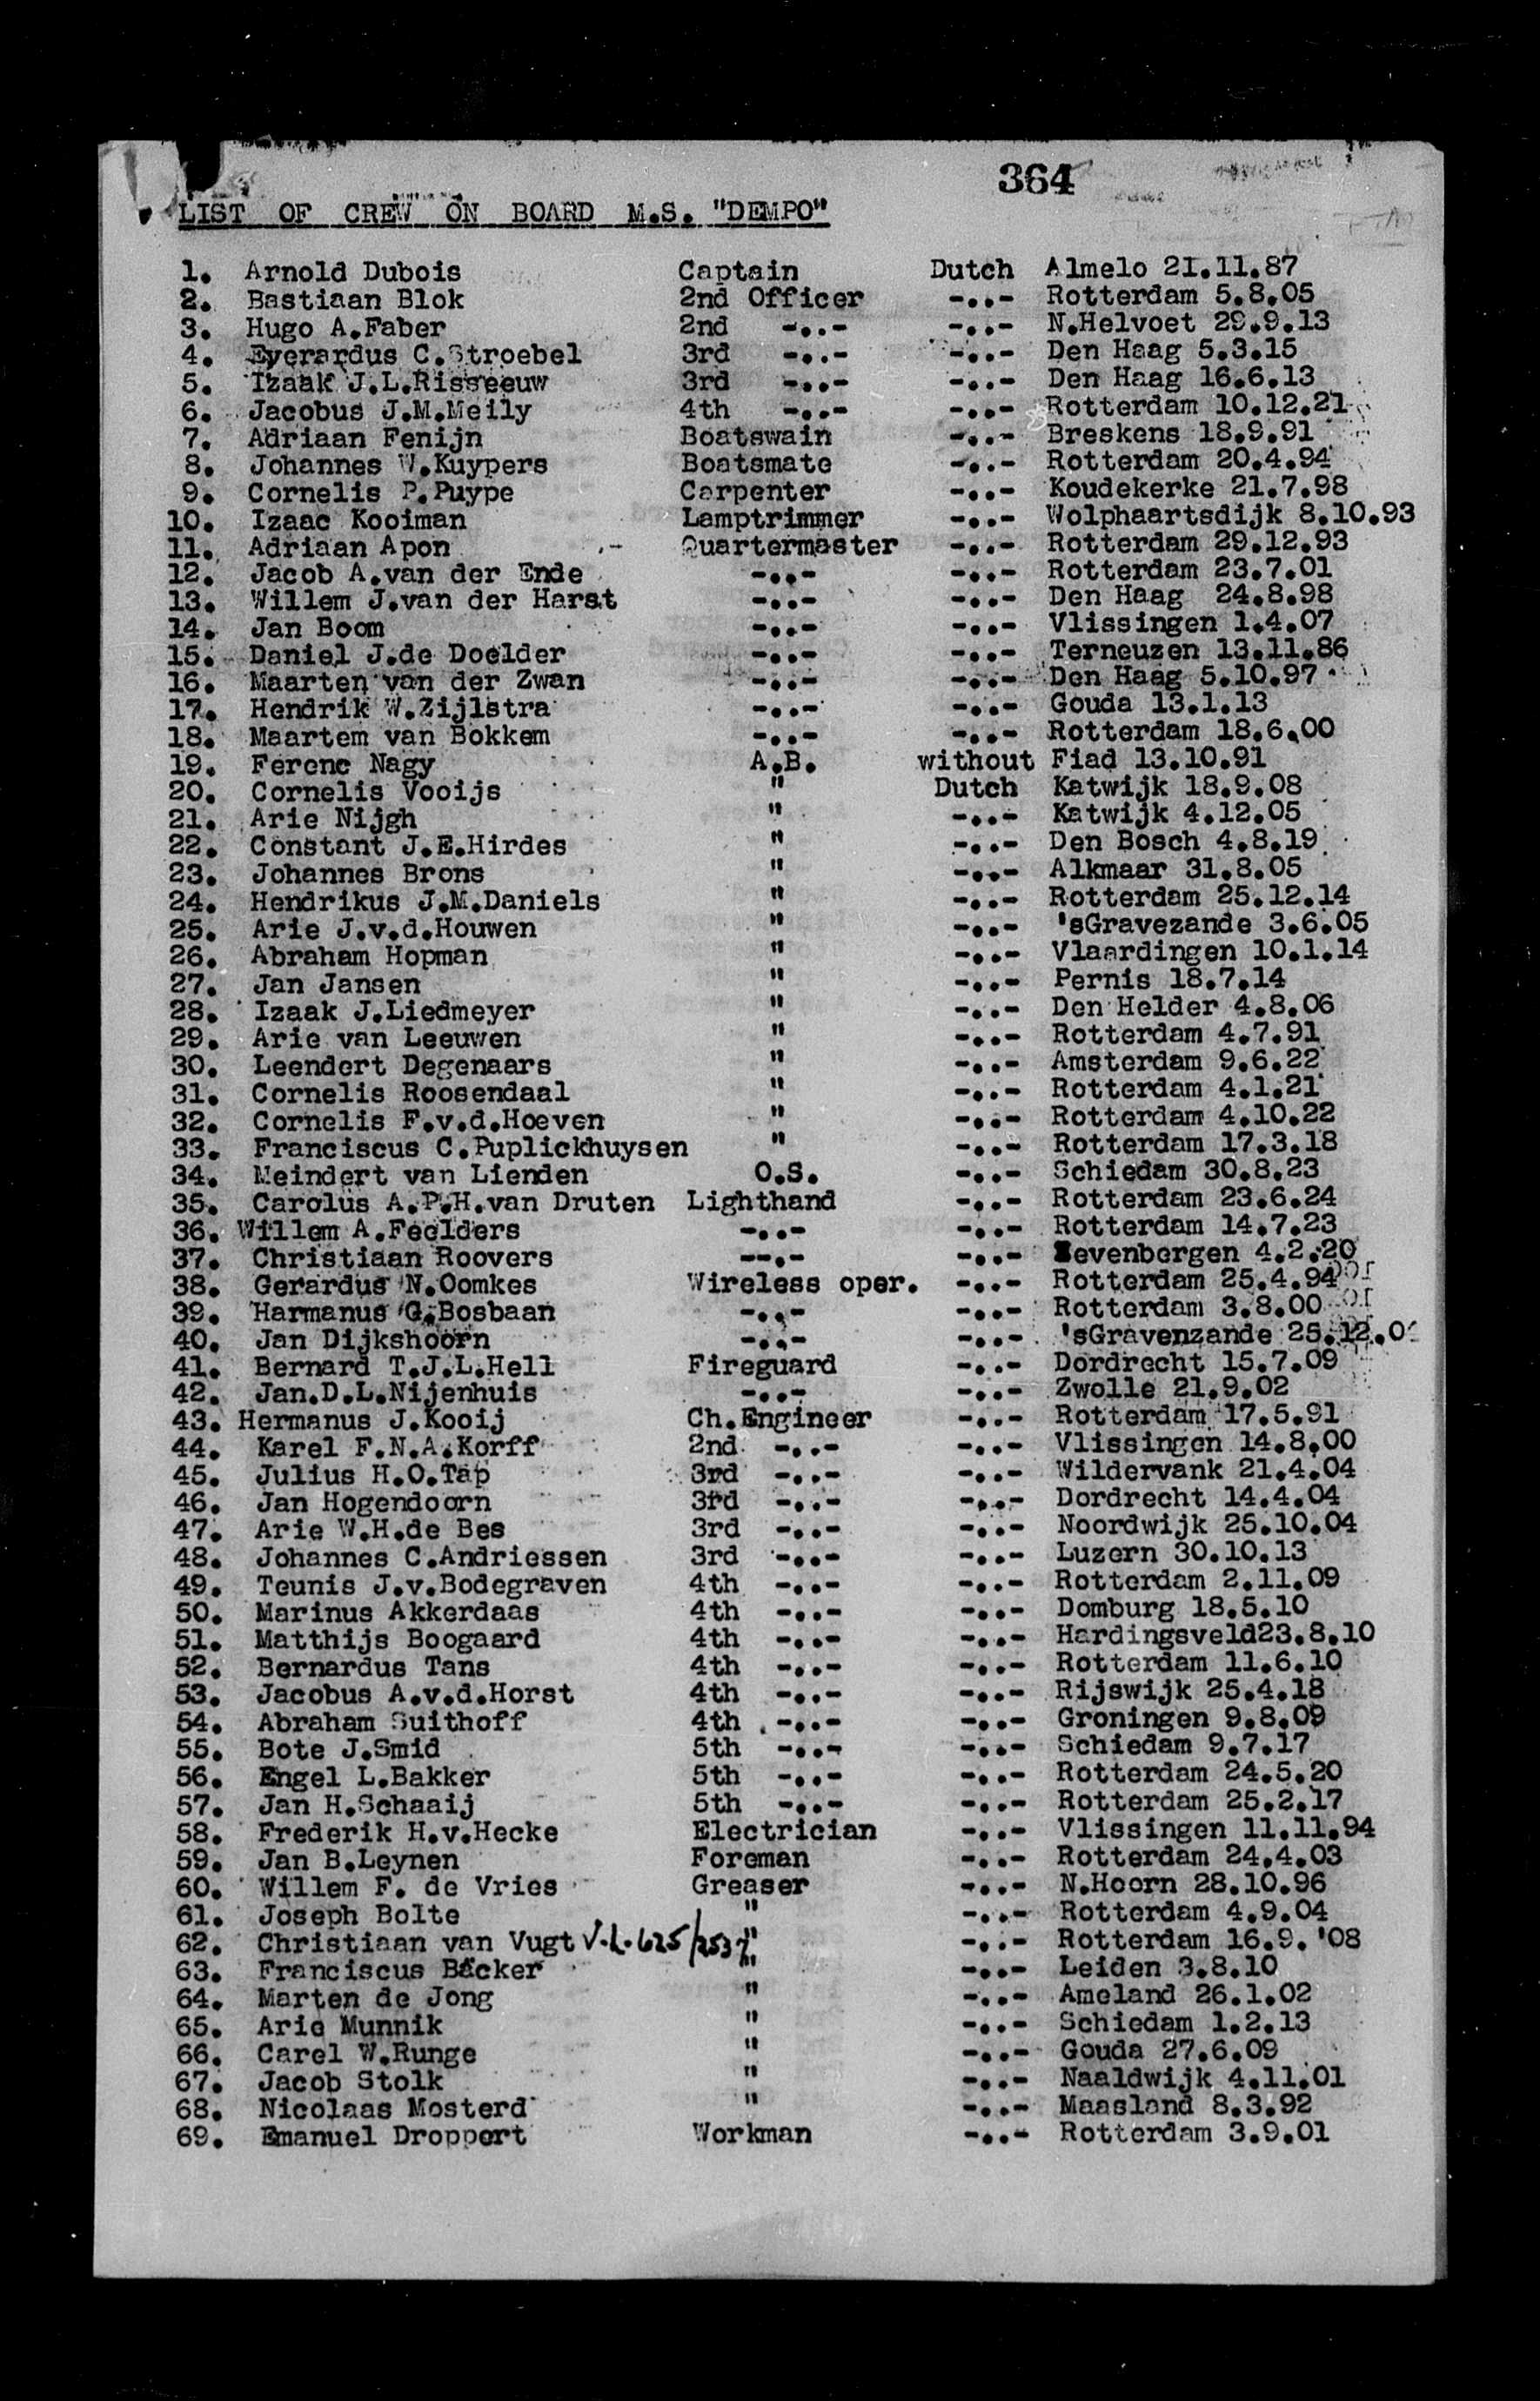 364
LIST OF CREW ON BOARD M.S. "DEMPO"
1. Arnold Dubois Captain Dutch Almelo 21.11.87
2. Bastiaan Blok 2nd Officer -..- Rotterdam 5.8.05
3. Hugo A.Faber 2nd -..- -..- N.Helvoet 29.9.13
4. Everardus C.Stroebel 3rd -..- -..- Den Haag 5.3.15
5. Izaak J.L.Risseeuw 3rd -..- -..- Den Haag 16.6.13
6. Jacobus J.M.Meily 4th -..- -..- Rotterdam 10.12.21
7. Adriaan Fenijn Boatswain -..- Breskens 18.9.91
8. Johannes W.Kuypers Boatsmate -..- Rotterdam 20.4.94
9. Cornelis P.Puype Carpenter -..- Koudekerke 21.7.98
10. Izaac Kooiman Lamptrimmer -..- Wolphaartsdijk 8.10.93
11. Adriaan Apon Quartermaster -..- Rotterdam 29.12.93
12. Jacob A.van der Ende -..- -..- Rotterdam 23.7.01
13. Willem J.van der Harst -..- -..- Den Haag 24.8.98
14. Jan Boom -..- -..- Vlissingen 1.4.07
15. Daniel J.de Doelder -..- -..- Terneuzen 13.11.86
16. Maarten van der Zwan -..- -..- Den Haag 5.10.97
17. Hendrik W.Zijlstra -..- -..- Gouda 13.1.13
18. Maartem van Bokkem -..- -..- Rotterdam 18.6.00
19. Ferenc Nagy A.B. without Fiad 13.10.91
20. Cornelis Vooijs " Dutch Katwijk 18.9.08
21. Arie Nijgh " -..- Katwijk 4.12.05
22. Constant J.E.Hirdes " -..- Den Bosch 4.8.19
23. Johannes Brons " -..- Alkmaar 31.8.05
24. Hendrikus J.M.Daniels " -..- Rotterdam 25.12.14
25. Arie J.v.d.Houwen " -..- 'sGravezande 3.6.05
26. Abraham Hopman " -..- Vlaardingen 10.1.14
27. Jan Jansen " -..- Pernis 18.7.14
28. Izaak J.Liedmeyer " -..- Den Helder 4.8.06
29. Arie van Leeuwen " -..- Rotterdam 4.7.91
30. Leendert Degenaars " -..- Amsterdam 9.6.22
31. Cornelis Roosendaal " -..- Rotterdam 4.1.21
32. Cornelis F.v.d.Hoeven " -..- Rotterdam 4.10.22
33. Franciscus C.Puplickhuysen " -..- Rotterdam 17.3.18
34. Meindert van Lienden O.S. -..- Schiedam 30.8.23
35. Carolus A.P.H.van Druten Lighthand -..- Rotterdam 23.6.24
36. Willem A.Feelders -..- -..- Rotterdam 14.7.23
37. Christiaan Roovers --.- -..- Zevenbergen 4.2.20
38. Gerardus N.Oomkes Wireless oper. -..- Rotterdam 25.4.94
39. Harmanus G.Bosbaan -..- -..- Rotterdam 3.8.00
40. Jan Dijkshoorn -..- -..- 'sGravenzande 25.12.0
41. Bernard T.J.L.Hell Fireguard -..- Dordrecht 15.7.09
42. Jan.D.L.Nijenhuis -..- -..- Zwolle 21.9.02
43. Hermanus J.Kooij Ch.Engineer -..- Rotterdam 17.5.91
44. Karel F.N.A.Korff 2nd -..- -..- Vlissingen 14.8.00
45. Julius H.O.Tap 3rd -..- -..- Wildervank 21.4.04
46. Jan Hogendoorn 3rd -..- -..- Dordrecht 14.4.04
47. Arie W.H.de Bes 3rd -..- -..- Noordwijk 25.10.04
48. Johannes C.Andriessen 3rd -..- -..- Luzern 30.10.13
49. Teunis J.v.Bodegraven 4th -..- -..- Rotterdam 2.11.09
50. Marinus Akkerdaas 4th -..- -..- Domburg 18.5.10
51. Matthijs Boogaard 4th -..- -..- Hardingsveld23.8.10
52. Bernardus Tans 4th -..- -..- Rotterdam 11.6.10
53. Jacobus A.v.d.Horst 4th -..- -..- Rijswijk 25.4.18
54. Abraham Suithoff 4th -..- -..- Groningen 9.8.09
55. Bote J.Smid 5th -..- -..- Schiedam 9.7.17
56. Engel L.Bakker 5th -..- -..- Rotterdam 24.5.20
57. Jan H.Schaaij 5th -..- -..- Rotterdam 25.2.17
58. Frederik H.v.Hecke Electrician -..- Vlissingen 11.11.94
59. Jan B.Leynen Foreman -..- Rotterdam 24.4.03
60. Willem F. de Vries Greaser -..- N.Hoorn 28.10.96
61. Joseph Bolte " -..- Rotterdam 4.9.04
62. Christiaan van Vugt V.L.625/ " -..- Rotterdam 16.9.'08
63. Franciscus Bäcker " -..- Leiden 3.8.10
64. Marten de Jong " -..- Ameland 26.1.02
65. Arie Munnik " -..- Schiedam 1.2.13
66. Carel W.Runge " -..- Gouda 27.6.09
67. Jacob Stolk " -..- Naaldwijk 4.11.01
68. Nicolaas Mosterd " -..- Maasland 8.3.92
69. Emanuel Droppert Workman -..- Rotterdam 3.9.01